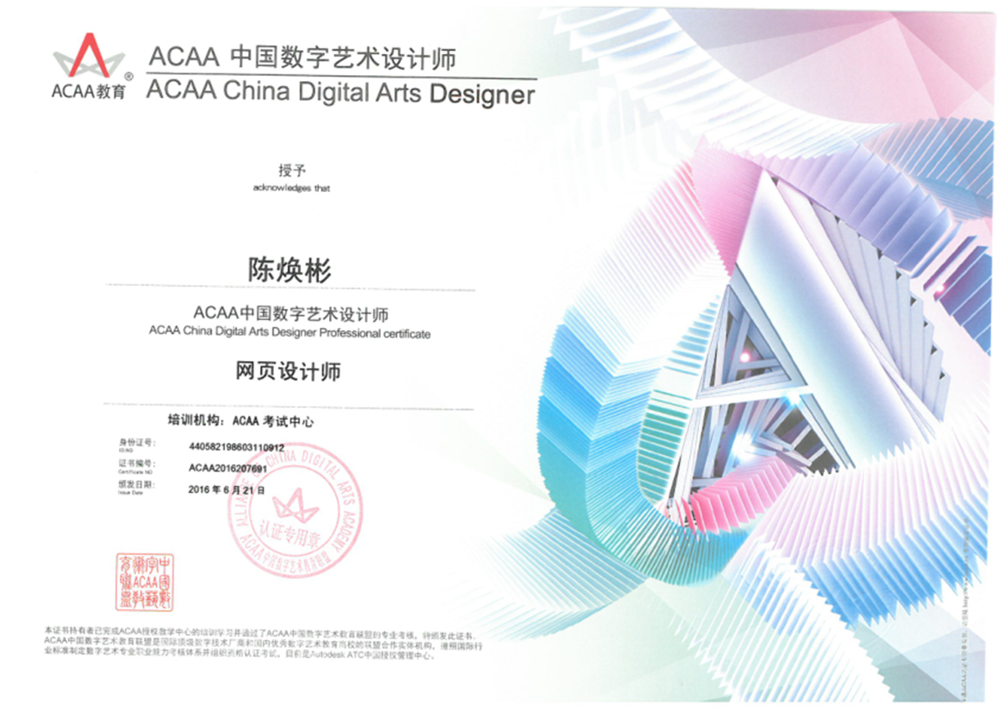 ACAA 中国数字艺术设计师
ACAA China Digital Arts Designer
ACAA教育®
授予
acknowledges that
陈焕彬
ACAA中国数字艺术设计师
ACAA China Digital Arts Designer Professional certificate
网页设计师
培训机构：ACAA 考试中心
身份证号：
ID.NO
440582198603110912
证书编号：
Certificate NO
ACAA2016207691
颁发日期：
Issue Date
2016 年 6 月 21 日
ALLIANCE OF CHINA DIGITAL ARTS ACADEMY
认证专用章
ACAA中国数字艺术教育联盟
本证书持有者已完成ACAA授权教学中心的培训学习并通过了ACAA中国数字艺术教育联盟的专业考核，特颁发此证书。
ACAA中国数字艺术教育联盟是国际顶级数字技术厂商和国内优秀数字艺术教育高校的联盟合作实体机构，遵照国际行
业标准制定数字艺术专业职业能力考核体系并组织资格认证考试，目前是Autodesk ATC中国授权管理中心。